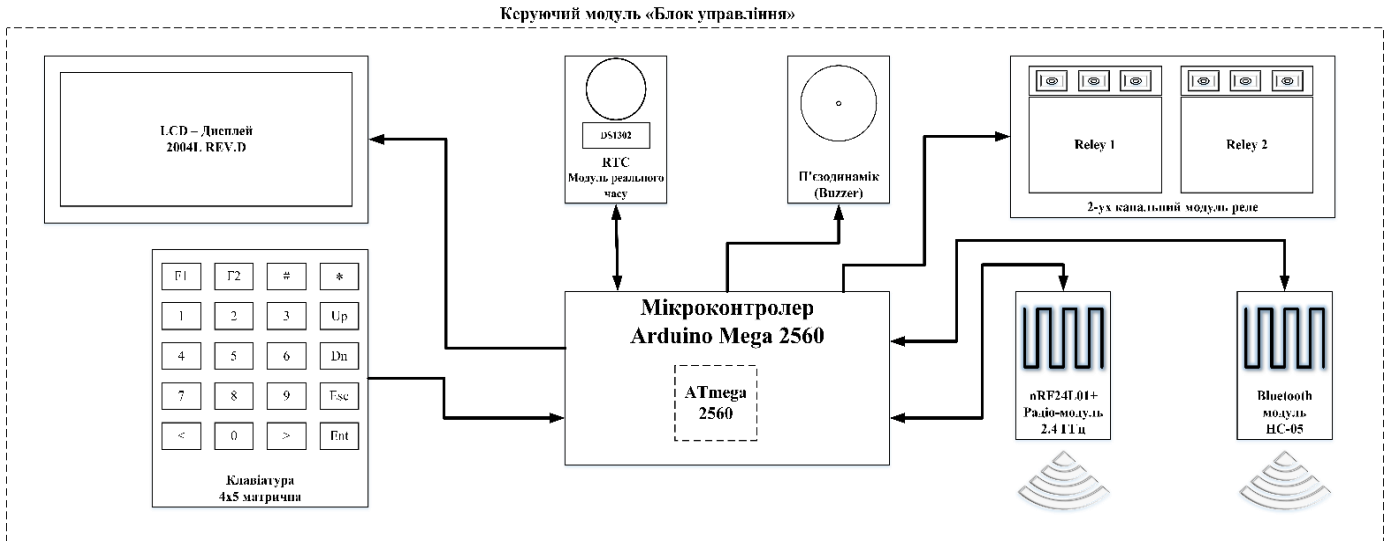 Керуючий модуль «Блок управління»
LCD – Дисплей
2004L REV.D
DS1302
RTC
Модуль реального
часу
П'єзодинамік
(Buzzer)
Reley 1
Reley 2
2-ух канальний модуль реле
F1 F2 # *
1 2 3 Up
4 5 6 Dn
7 8 9 Esc
< 0 > Ent
Клавіатура
4x5 матрична
Мікроконтролер
Arduino Mega 2560
ATmega
2560
nRF24L01+
Радіо-модуль
2.4 ГГц
Bluetooth
модуль
HC-05